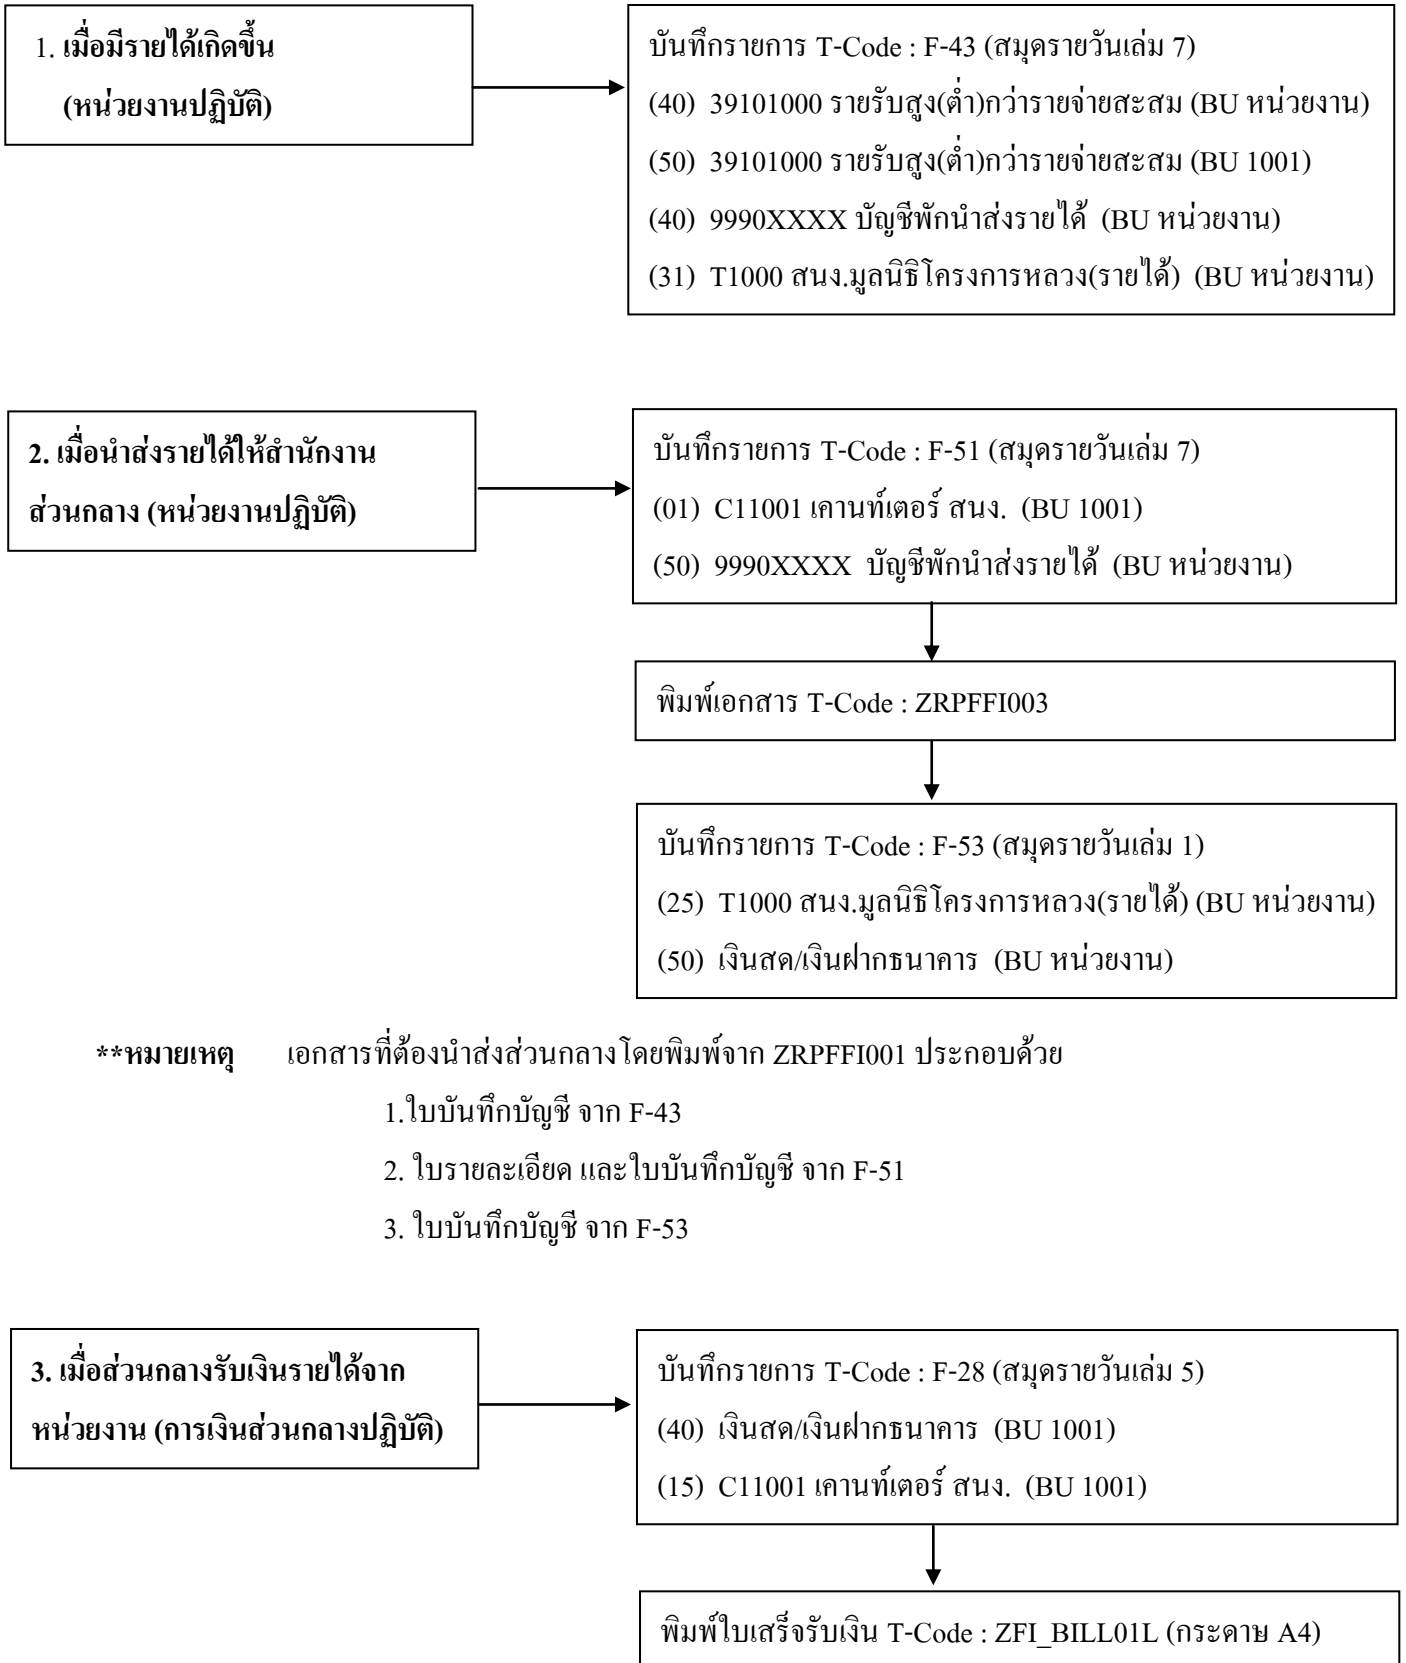 1. เมื่อมีรายได้เกิดขึ้น
(หน่วยงานปฏิบัติ)
บันทึกรายการ T-Code : F-43 (สมุดรายวันเล่ม 7)
(40) 39101000 รายรับสูง(ต่ำ)กว่ารายจ่ายสะสม (BU หน่วยงาน)
(50) 39101000 รายรับสูง(ต่ำ)กว่ารายจ่ายสะสม (BU 1001)
(40) 9990XXXX บัญชีพักนำส่งรายได้ (BU หน่วยงาน)
(31) T1000 สนง.มูลนิธิโครงการหลวง(รายได้) (BU หน่วยงาน)
2. เมื่อนำส่งรายได้ให้สำนักงาน
ส่วนกลาง (หน่วยงานปฏิบัติ)
บันทึกรายการ T-Code : F-51 (สมุดรายวันเล่ม 7)
(01) C11001 เคานท์เตอร์ สนง. (BU 1001)
(50) 9990XXXX บัญชีพักนำส่งรายได้ (BU หน่วยงาน)
พิมพ์เอกสาร T-Code : ZRPFFI003
บันทึกรายการ T-Code : F-53 (สมุดรายวันเล่ม 1)
(25) T1000 สนง.มูลนิธิโครงการหลวง(รายได้) (BU หน่วยงาน)
(50) เงินสด/เงินฝากธนาคาร (BU หน่วยงาน)
**หมายเหตุ เอกสารที่ต้องนำส่งส่วนกลางโดยพิมพ์จาก ZRPFFI001 ประกอบด้วย
1.ใบบันทึกบัญชี จาก F-43
2. ใบรายละเอียด และใบบันทึกบัญชี จาก F-51
3. ใบบันทึกบัญชี จาก F-53
3. เมื่อส่วนกลางรับเงินรายได้จาก
หน่วยงาน (การเงินส่วนกลางปฏิบัติ)
บันทึกรายการ T-Code : F-28 (สมุดรายวันเล่ม 5)
(40) เงินสด/เงินฝากธนาคาร (BU 1001)
(15) C11001 เคานท์เตอร์ สนง. (BU 1001)
พิมพ์ใบเสร็จรับเงิน T-Code : ZFI_BILL01L (กระดาษ A4)